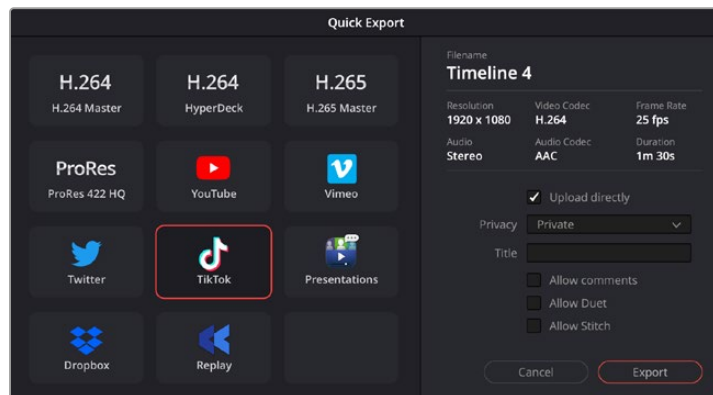 Quick Export
H.264
H.264 Master
H.264
HyperDeck
H.265
H.265 Master
ProRes
ProRes 422 HQ
YouTube
Vimeo
Twitter
TikTok
Presentations
Dropbox
Replay
Filename
Timeline 4
Resolution Video Codec Frame Rate
1920 x 1080 H.264 25 fps
Audio Audio Codec Duration
Stereo AAC 1m 30s
Upload directly
Privacy Private
Title
Allow comments
Allow Duet
Allow Stitch
Cancel Export